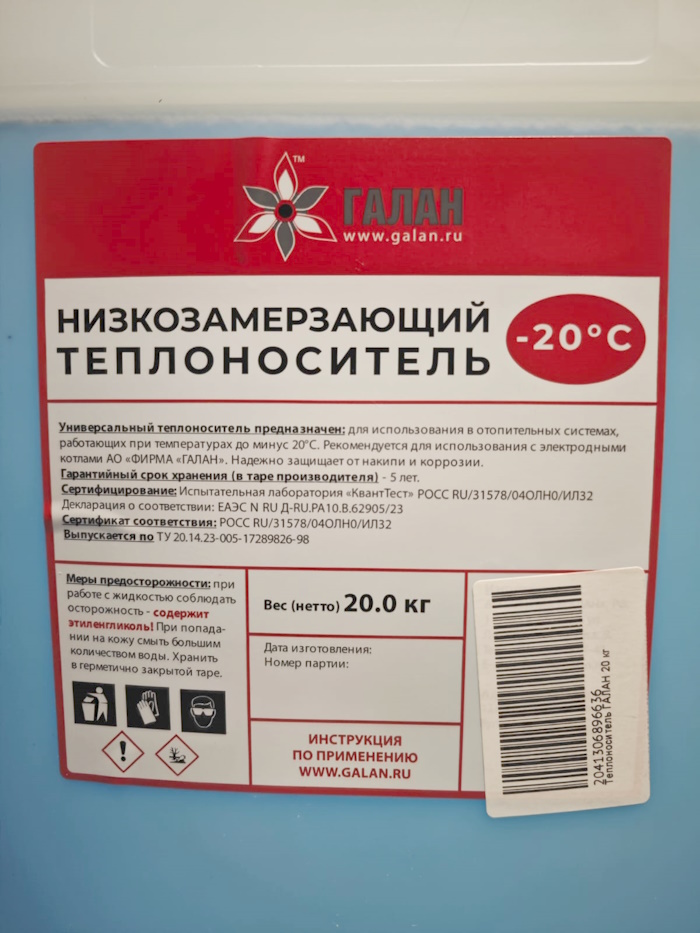 TM
ГАЛАН
www.galan.ru
НИЗКОЗАМЕРЗАЮЩИЙ
ТЕПЛОНОСИТЕЛЬ
-20°C
Универсальный теплоноситель предназначен: для использования в отопительных системах,
работающих при температурах до минус 20°С. Рекомендуется для использования с электродными
котлами АО «ФИРМА «ГАЛАН». Надежно защищает от накипи и коррозии.
Гарантийный срок хранения (в таре производителя) - 5 лет.
Сертифицирование: Испытательная лаборатория «КвантТест» РОСС RU/31578/04ОЛН0/ИЛ32
Декларация о соответствии: ЕАЭС N RU Д-RU.РА10.В.62905/23
Сертификат соответствия: РОСС RU/31578/04ОЛН0/ИЛ32
Выпускается по ТУ 20.14.23-005-17289826-98
Меры предосторожности: при
работе с жидкостью соблюдать
осторожность - содержит
этиленгликоль! При попада-
нии на кожу смыть большим
количеством воды. Хранить
в герметично закрытой таре.
Вес (нетто) 20.0 кг
Дата изготовления:
Номер партии:
ИНСТРУКЦИЯ
ПО ПРИМЕНЕНИЮ
WWW.GALAN.RU
2041306896636
Теплоноситель ГАЛАН 20 кг